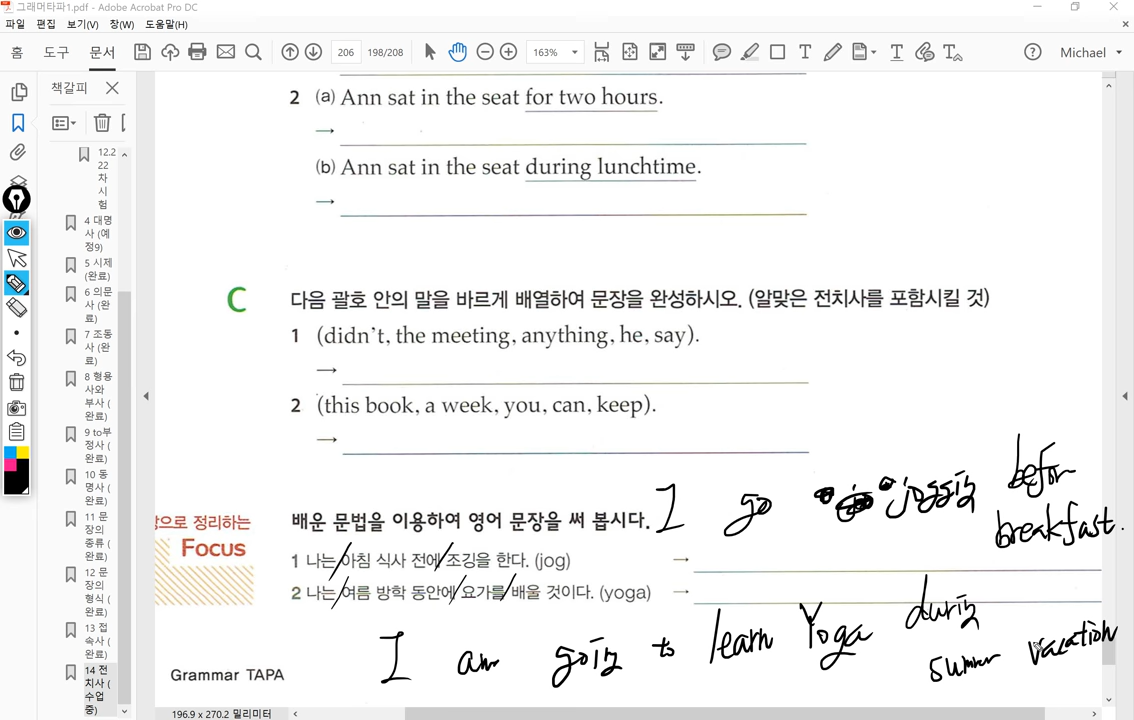 그래머타파1.pdf - Adobe Acrobat Pro DC
파일 편집 보기(V) 창(W) 도움말(H)
홈 도구 문서 206 198/208 163% Michael
책갈피
12.2
22
차
시
험
4 대명
사 (예
정9)
5 시제
(완료)
6 의문
사 (완
료)
7 조동
사 (완
료)
8 형용
사와
부사 (
완료)
9 to부
정사 (
완료)
10 동
명사 (
완료)
11 문
장의
종류 (
완료)
12 문
장의
형식 (
완료)
13 접
속사 (
완료)
14 전
치사 (
수업
중)
2 (a) Ann sat in the seat for two hours.
→
(b) Ann sat in the seat during lunchtime.
→
C 다음 괄호 안의 말을 바르게 배열하여 문장을 완성하시오. (알맞은 전치사를 포함시킬 것)
1 (didn't, the meeting, anything, he, say).
→
2 (this book, a week, you, can, keep).
→
I go joggig befor
breakfast.
장으로 정리하는
Focus
배운 문법을 이용하여 영어 문장을 써 봅시다.
1 나는/아침 식사 전에/조깅을 한다. (jog) →
2 나는/여름 방학 동안에/요가를/배울 것이다. (yoga) →
I am goig to learn Yoga durig
summer vacation
Grammar TAPA
196.9 x 270.2 밀리미터